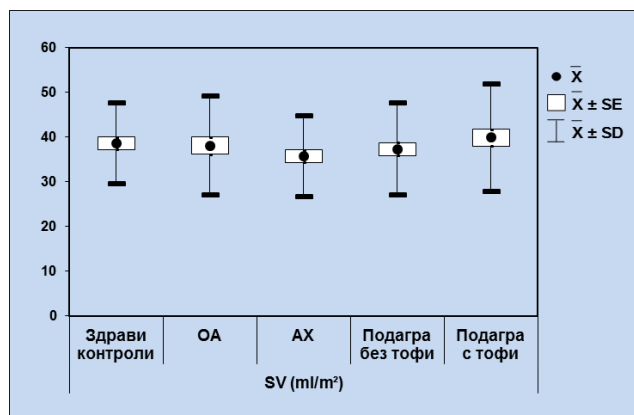 60
50
40
30
20
10
0
X̄
X̄ ± SE
X̄ ± SD
Здрави контроли
ОА
АХ
Подагра без тофи
Подагра с тофи
SV (ml/m²)